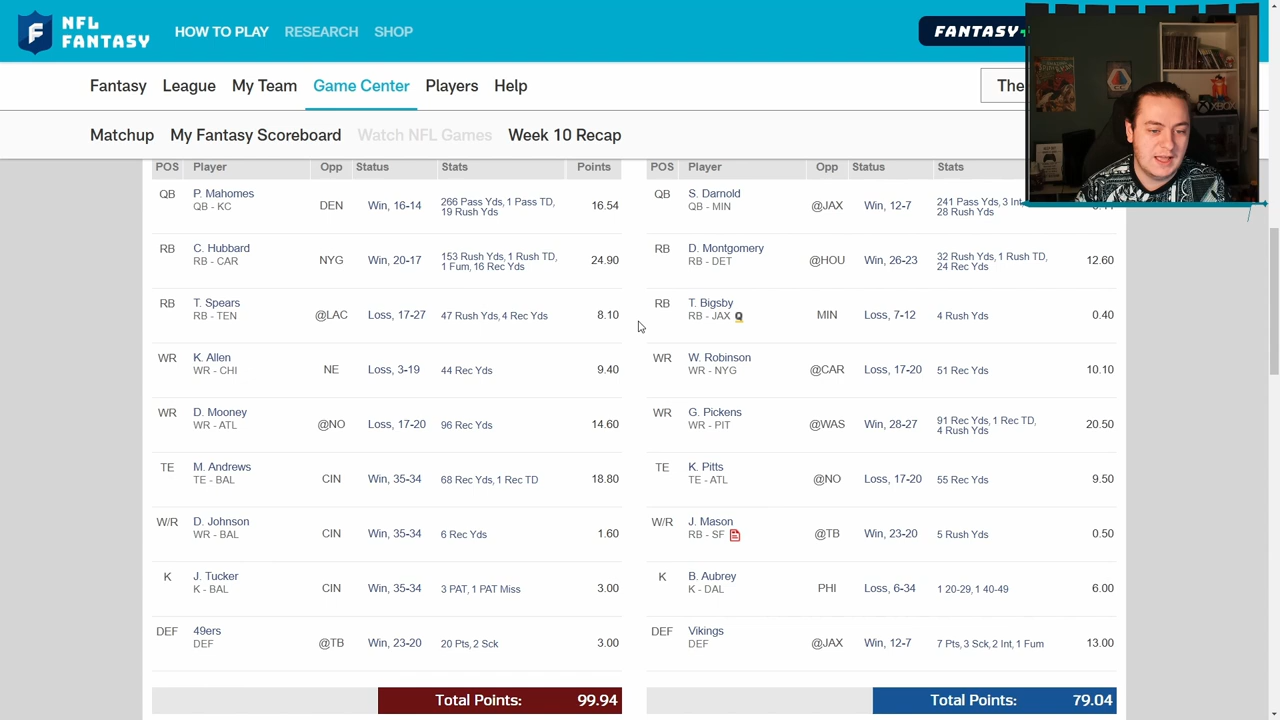 NFL FANTASY
HOW TO PLAY RESEARCH SHOP
FANTASY+
Fantasy League My Team Game Center Players Help
The
Matchup My Fantasy Scoreboard Watch NFL Games Week 10 Recap
POS Player Opp Status Stats Points
QB P. Mahomes QB - KC DEN Win, 16-14 266 Pass Yds, 1 Pass TD, 19 Rush Yds 16.54
RB C. Hubbard RB - CAR NYG Win, 20-17 153 Rush Yds, 1 Rush TD, 1 Fum, 16 Rec Yds 24.90
RB T. Spears RB - TEN @LAC Loss, 17-27 47 Rush Yds, 4 Rec Yds 8.10
WR K. Allen WR - CHI NE Loss, 3-19 44 Rec Yds 9.40
WR D. Mooney WR - ATL @NO Loss, 17-20 96 Rec Yds 14.60
TE M. Andrews TE - BAL CIN Win, 35-34 68 Rec Yds, 1 Rec TD 18.80
W/R D. Johnson WR - BAL CIN Win, 35-34 6 Rec Yds 1.60
K J. Tucker K - BAL CIN Win, 35-34 3 PAT, 1 PAT Miss 3.00
DEF 49ers DEF @TB Win, 23-20 20 Pts, 2 Sck 3.00
Total Points: 99.94
POS Player Opp Status Stats
QB S. Darnold QB - MIN @JAX Win, 12-7 241 Pass Yds, 3 Int, 28 Rush Yds
RB D. Montgomery RB - DET @HOU Win, 26-23 32 Rush Yds, 1 Rush TD, 24 Rec Yds 12.60
RB T. Bigsby RB - JAX Q MIN Loss, 7-12 4 Rush Yds 0.40
WR W. Robinson WR - NYG @CAR Loss, 17-20 51 Rec Yds 10.10
WR G. Pickens WR - PIT @WAS Win, 28-27 91 Rec Yds, 1 Rec TD, 4 Rush Yds 20.50
TE K. Pitts TE - ATL @NO Loss, 17-20 55 Rec Yds 9.50
W/R J. Mason RB - SF @TB Win, 23-20 5 Rush Yds 0.50
K B. Aubrey K - DAL PHI Loss, 6-34 1 20-29, 1 40-49 6.00
DEF Vikings DEF @JAX Win, 12-7 7 Pts, 3 Sck, 2 Int, 1 Fum 13.00
Total Points: 79.04
XBOX